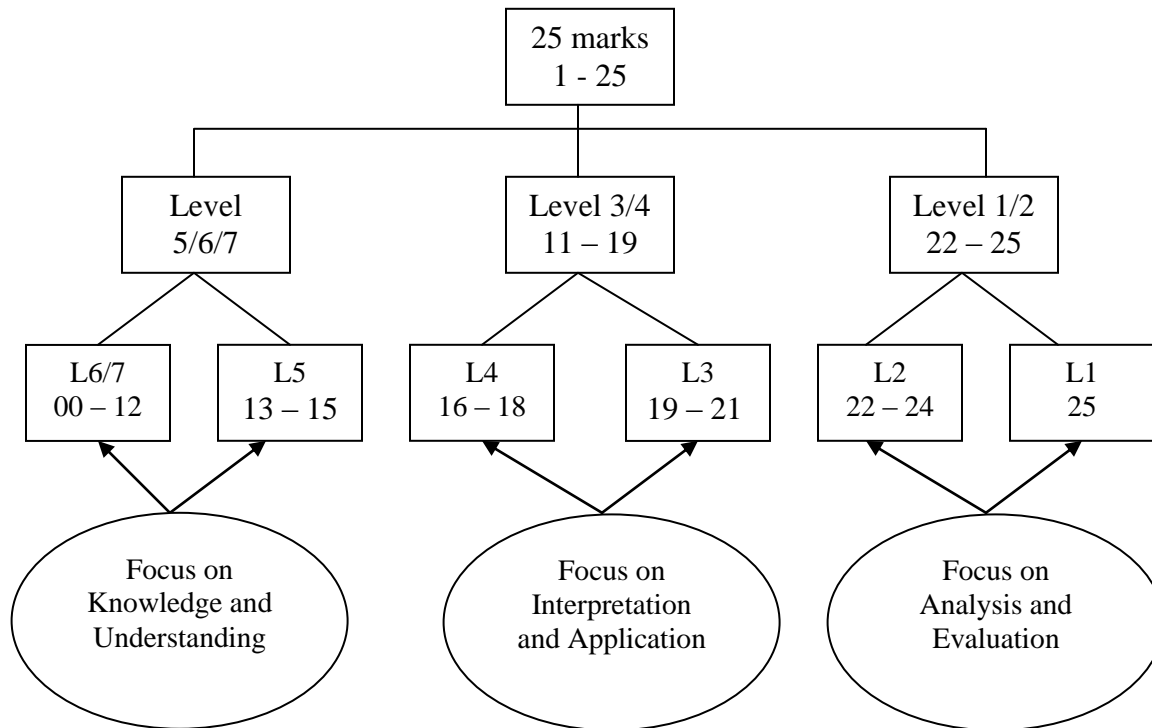 25 marks
1 - 25
Level
5/6/7
Level 3/4
11 – 19
Level 1/2
22 – 25
L6/7
00 – 12
L5
13 – 15
L4
16 – 18
L3
19 – 21
L2
22 – 24
L1
25
Focus on
Knowledge and
Understanding
Focus on
Interpretation
and Application
Focus on
Analysis and
Evaluation